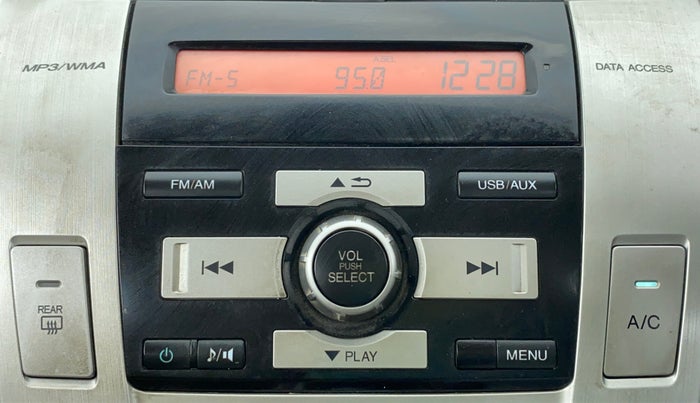 MP3/WMA
DATA ACCESS
A.SEL
FM-5 95.0 12:28
FM/AM
USB/AUX
VOL
PUSH
SELECT
REAR
A/C
PLAY
MENU